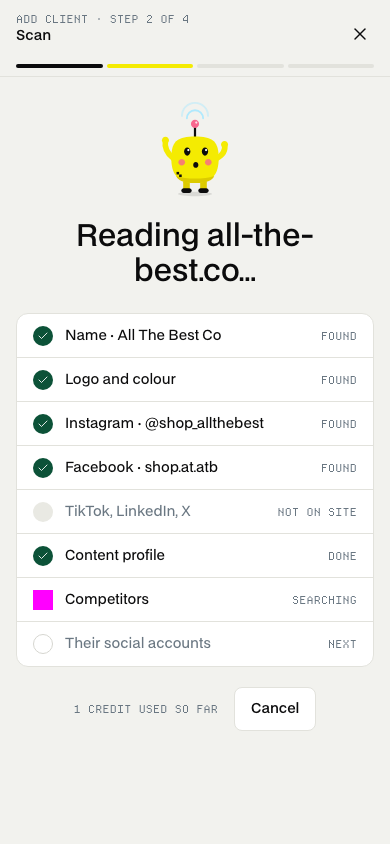 ADD CLIENT · STEP 2 OF 4
Scan
Reading all-the-
best.co...
Name · All The Best Co FOUND
Logo and colour FOUND
Instagram · @shop_allthebest FOUND
Facebook · shop.at.atb FOUND
TikTok, LinkedIn, X NOT ON SITE
Content profile DONE
Competitors SEARCHING
Their social accounts NEXT
1 CREDIT USED SO FAR Cancel